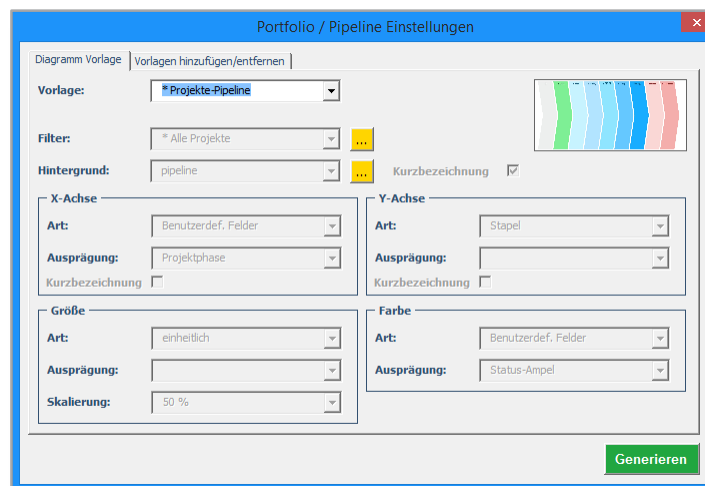 Portfolio / Pipeline Einstellungen
Diagramm Vorlage
Vorlagen hinzufügen/entfernen
Vorlage:
* Projekte-Pipeline
Filter:
* Alle Projekte
...
Hintergrund:
pipeline
...
Kurzbezeichnung
X-Achse
Art:
Benutzerdef. Felder
Ausprägung:
Projektphase
Kurzbezeichnung
Y-Achse
Art:
Stapel
Ausprägung:
Kurzbezeichnung
Größe
Art:
einheitlich
Ausprägung:
Skalierung:
50 %
Farbe
Art:
Benutzerdef. Felder
Ausprägung:
Status-Ampel
Generieren